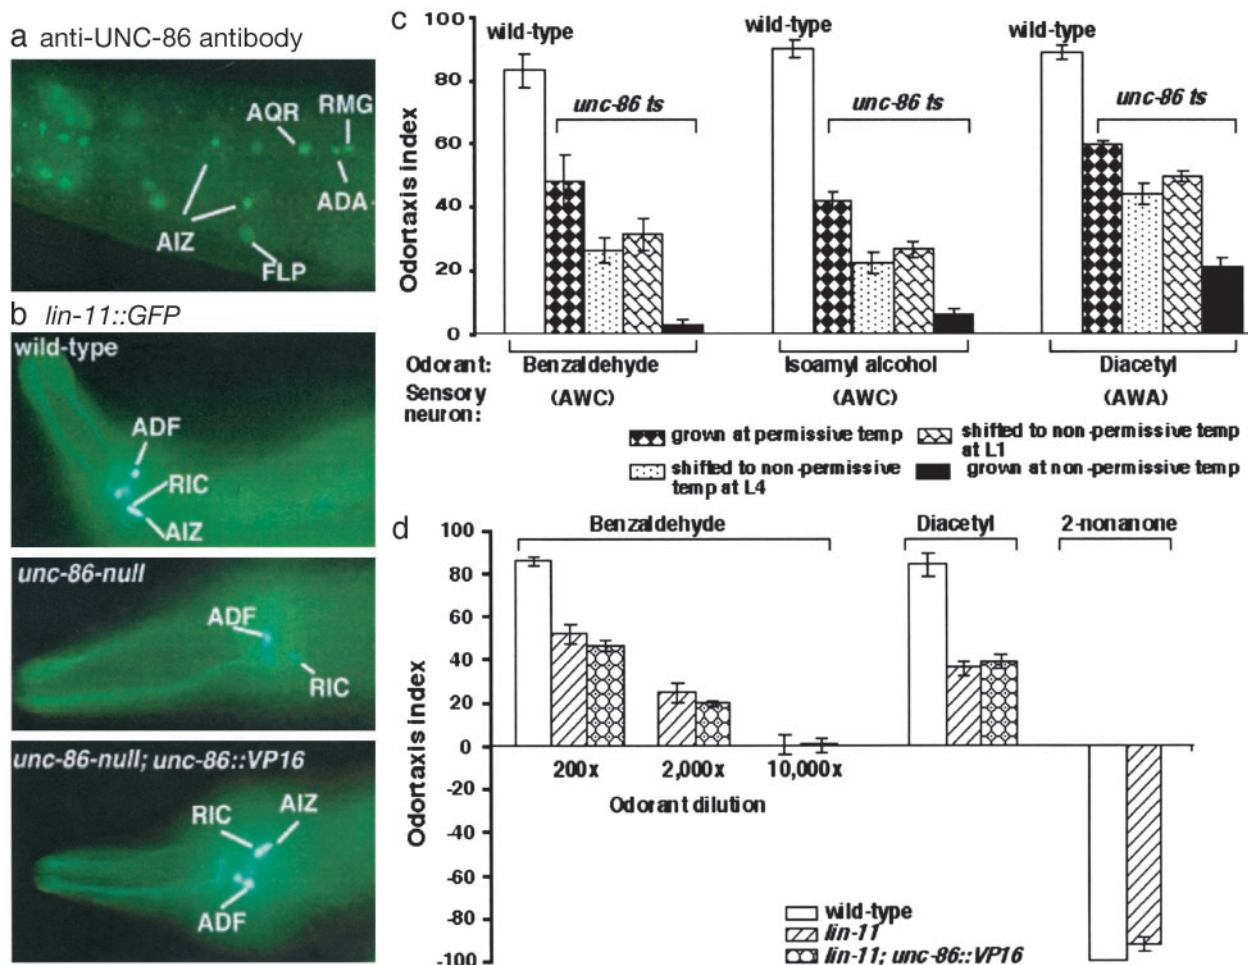 a anti-UNC-86 antibody
AQR
RMG
ADA
AIZ
FLP
b lin-11::GFP
wild-type
ADF
RIC
AIZ
unc-86-null
ADF
RIC
unc-86-null; unc-86::VP16
RIC
AIZ
ADF
c
Odortaxis index
100
80
60
40
20
0
wild-type
unc-86 ts
wild-type
unc-86 ts
wild-type
unc-86 ts
Odorant: Benzaldehyde Isoamyl alcohol Diacetyl
Sensory neuron: (AWC) (AWC) (AWA)
grown at permissive temp
shifted to non-permissive temp at L1
shifted to non-permissive temp at L4
grown at non-permissive temp
d
Odortaxis index
100
80
60
40
20
0
-20
-40
-60
-80
-100
Benzaldehyde
Diacetyl
2-nonanone
200x 2,000x 10,000x
Odorant dilution
wild-type
lin-11
lin-11; unc-86::VP16